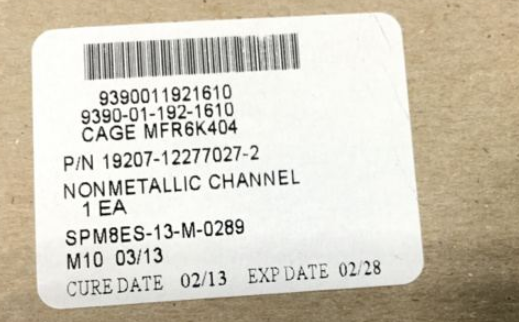 9390011921610
9390-01-192-1610
CAGE MFR6K404
P/N 19207-12277027-2
NONMETALLIC CHANNEL
1 EA
SPM8ES-13-M-0289
M10 03/13
CURE DATE 02/13 EXP DATE 02/28